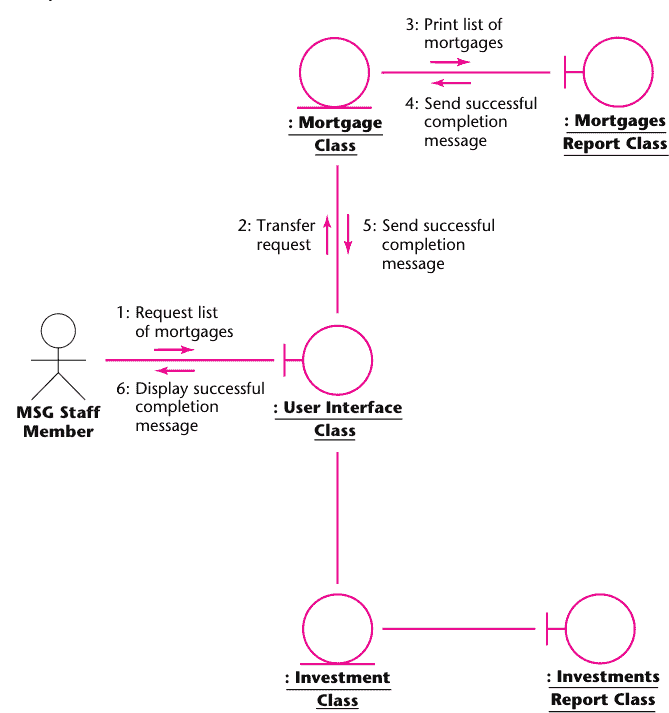 3: Print list of
mortgages
4: Send successful
completion
message
: Mortgage
Class
: Mortgages
Report Class
2: Transfer
request
5: Send successful
completion
message
1: Request list
of mortgages
6: Display successful
completion
message
MSG Staff
Member
: User Interface
Class
: Investment
Class
: Investments
Report Class